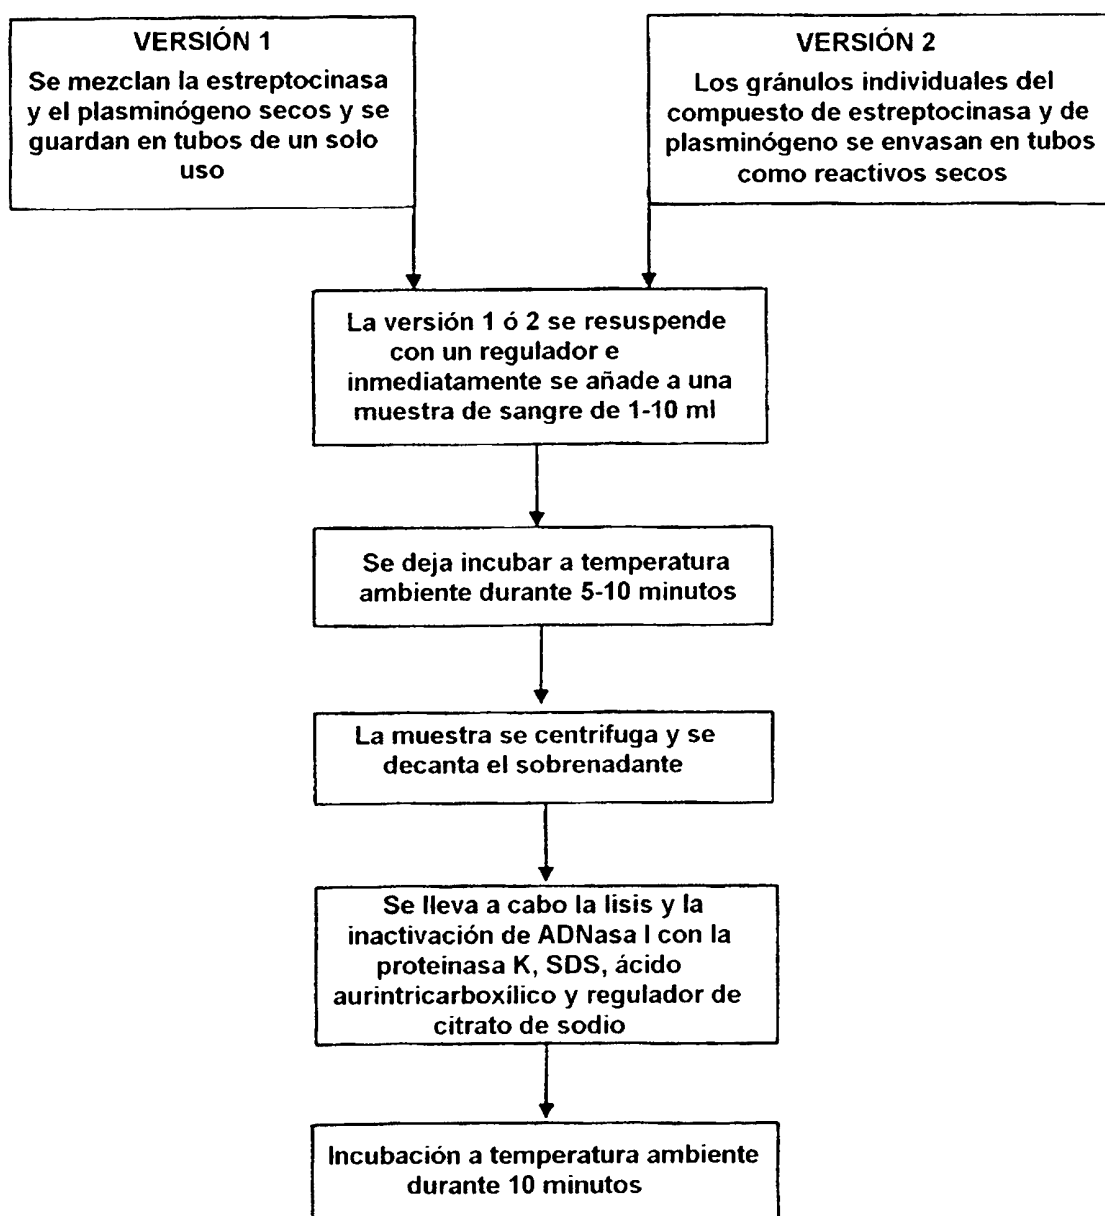 VERSIÓN 1
Se mezclan la estreptocinasa
y el plasminógeno secos y se
guardan en tubos de un solo
uso
VERSIÓN 2
Los gránulos individuales del
compuesto de estreptocinasa y de
plasminógeno se envasan en tubos
como reactivos secos
La versión 1 ó 2 se resuspende
con un regulador e
inmediatamente se añade a una
muestra de sangre de 1-10 ml
Se deja incubar a temperatura
ambiente durante 5-10 minutos
La muestra se centrifuga y se
decanta el sobrenadante
Se lleva a cabo la lisis y la
inactivación de ADNasa I con la
proteinasa K, SDS, ácido
aurintricarboxílico y regulador de
citrato de sodio
Incubación a temperatura ambiente
durante 10 minutos